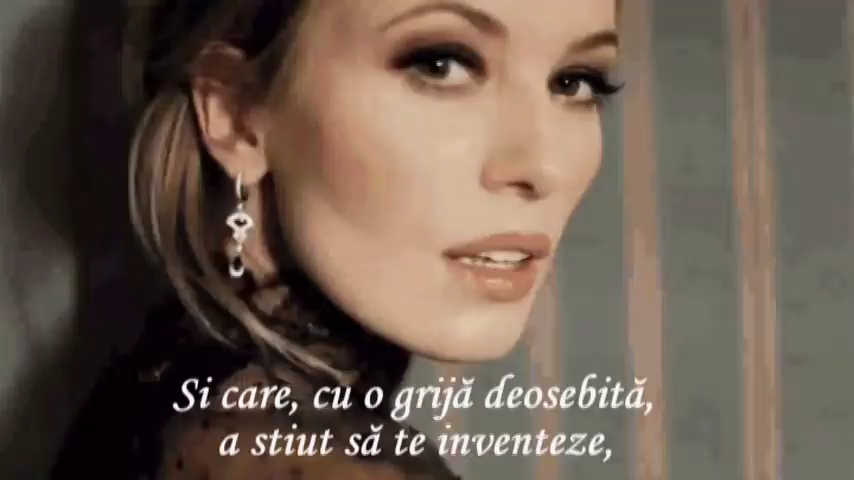 Si care, cu o grijă deosebită,
a stiut să te inventeze,